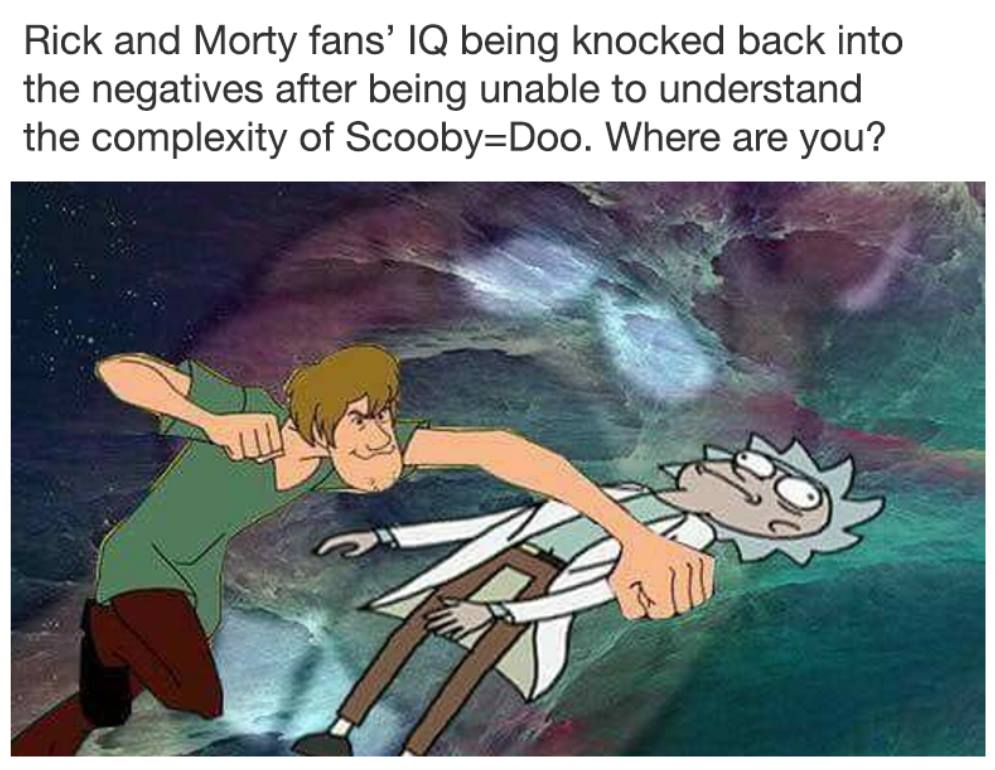 Rick and Morty fans’ IQ being knocked back into
the negatives after being unable to understand
the complexity of Scooby=Doo. Where are you?